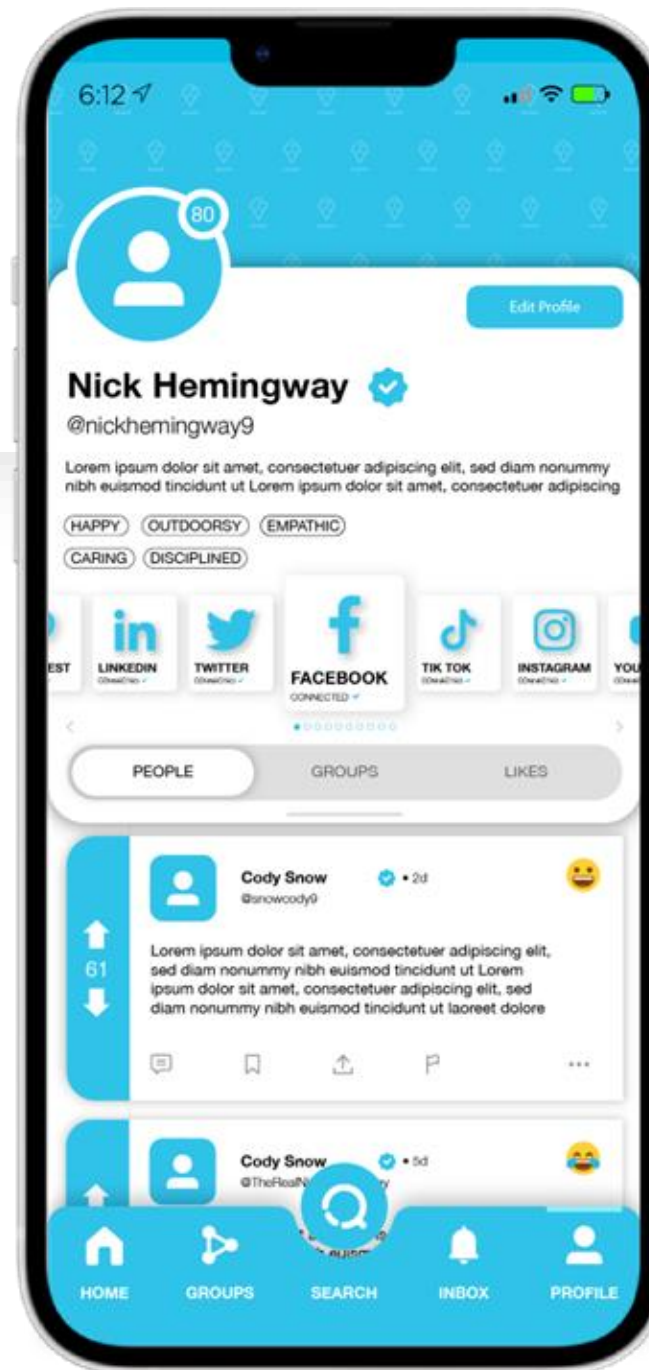 6:12
80
Edit Profile
Nick Hemingway
@nickhemingway9
Lorem ipsum dolor sit amet, consectetuer adipiscing elit, sed diam nonummy
nibh euismod tincidunt ut Lorem ipsum dolor sit amet, consectetuer adipiscing
HAPPY OUTDOORSY EMPATHIC
CARING DISCIPLINED
EST LINKEDIN TWITTER FACEBOOK TIK TOK INSTAGRAM YOU
CONNECTED
PEOPLE GROUPS LIKES
Cody Snow • 2d
@snowcody9
61
Lorem ipsum dolor sit amet, consectetuer adipiscing elit,
sed diam nonummy nibh euismod tincidunt ut Lorem
ipsum dolor sit amet, consectetuer adipiscing elit, sed
diam nonummy nibh euismod tincidunt ut laoreet dolore
Cody Snow • 5d
HOME GROUPS SEARCH INBOX PROFILE